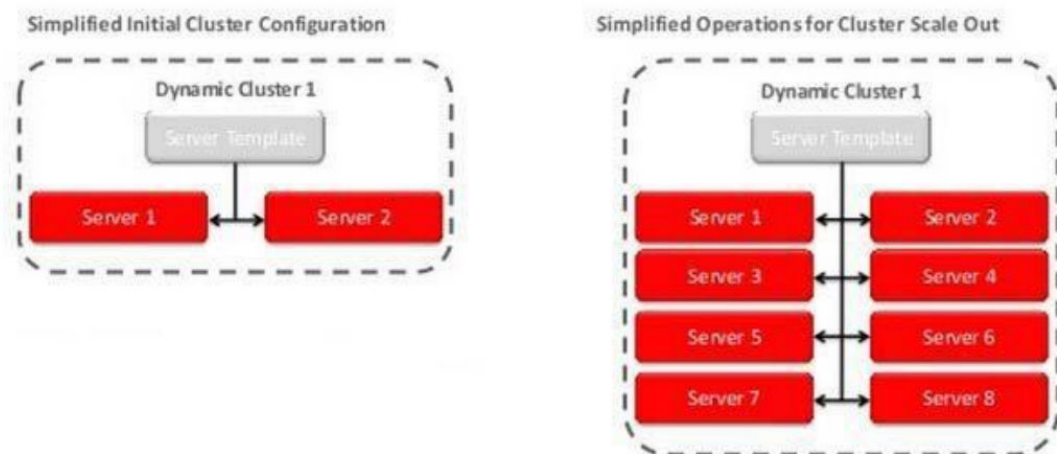 Simplified Initial Cluster Configuration
Dynamic Cluster 1
Server Template
Server 1
Server 2
Simplified Operations for Cluster Scale Out
Dynamic Cluster 1
Server Template
Server 1
Server 2
Server 3
Server 4
Server 5
Server 6
Server 7
Server 8